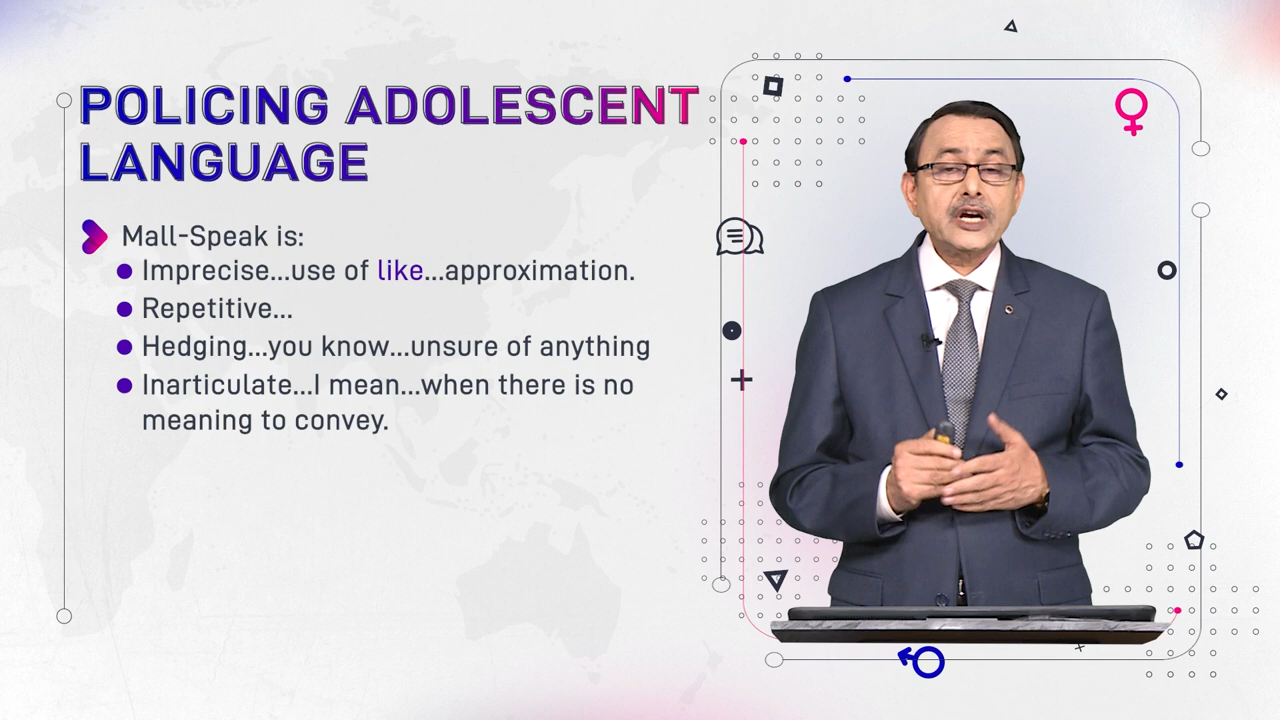 POLICING ADOLESCENT
LANGUAGE
Mall-Speak is:
Imprecise...use of like...approximation.
Repetitive...
Hedging...you know...unsure of anything
Inarticulate...I mean...when there is no
meaning to convey.